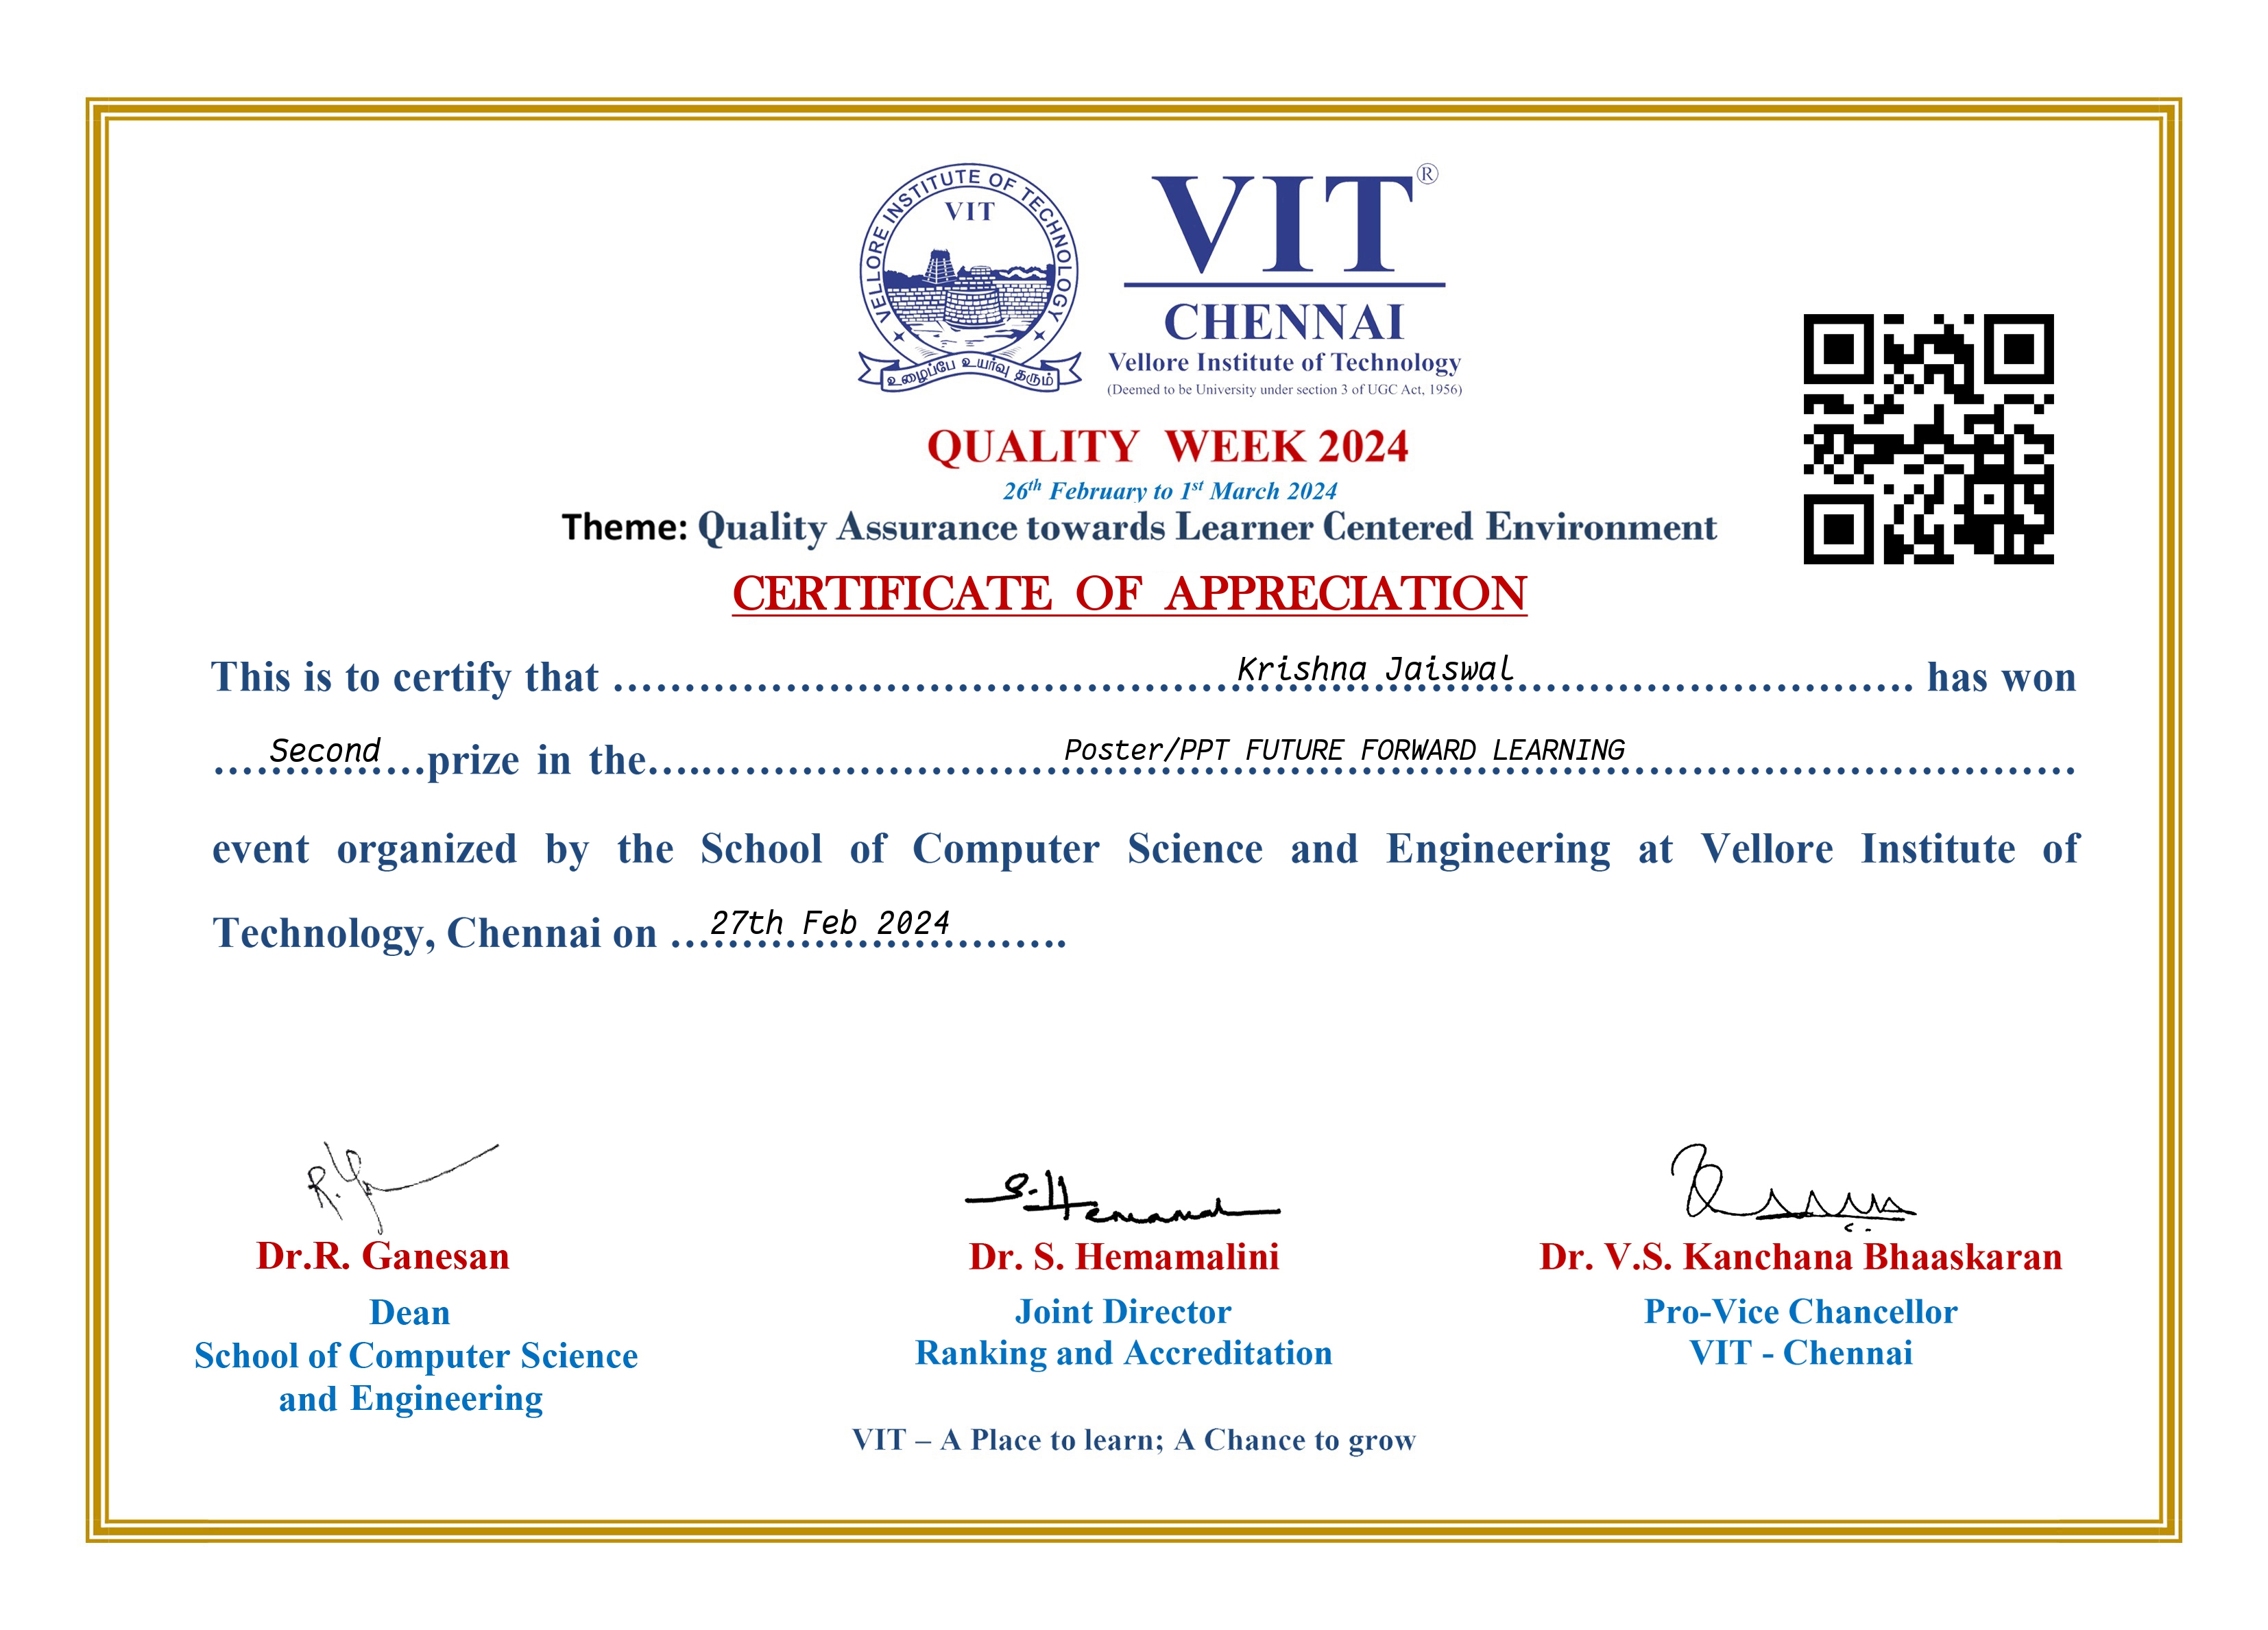 VELLORE INSTITUTE OF TECHNOLOGY
VIT
உழைப்பே உயர்வு தரும்
VIT®
CHENNAI
Vellore Institute of Technology
(Deemed to be University under section 3 of UGC Act, 1956)
QUALITY WEEK 2024
26th February to 1st March 2024
Theme: Quality Assurance towards Learner Centered Environment
CERTIFICATE OF APPRECIATION
This is to certify that ........ Krishna Jaiswal ........ has won
....Second....prize in the........ Poster/PPT FUTURE FORWARD LEARNING ........
event organized by the School of Computer Science and Engineering at Vellore Institute of
Technology, Chennai on ....27th Feb 2024........
R. G
S. Hemamal
Dr.R. Ganesan
Dean
School of Computer Science
and Engineering
Dr. S. Hemamalini
Joint Director
Ranking and Accreditation
Dr. V.S. Kanchana Bhaaskaran
Pro-Vice Chancellor
VIT - Chennai
VIT – A Place to learn; A Chance to grow